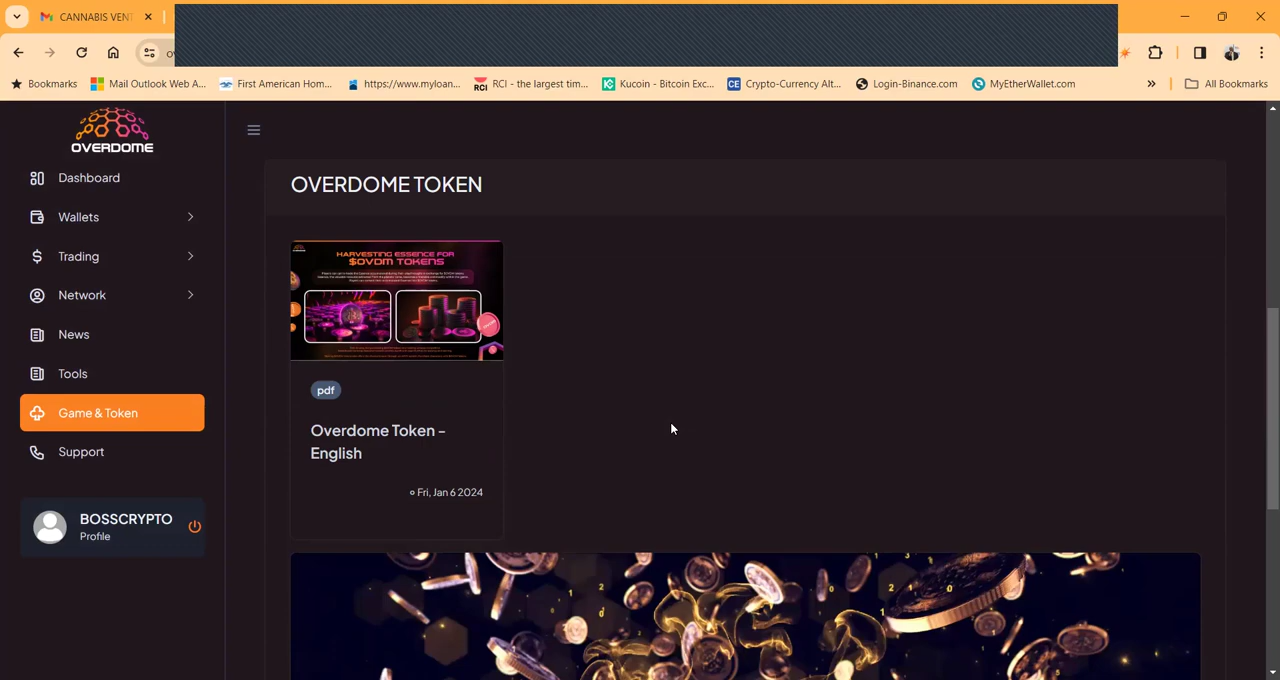 CANNABIS VENT
Bookmarks
Mail Outlook Web A...
First American Hom...
https://www.myloan...
RCI - the largest tim...
Kucoin - Bitcoin Exc...
Crypto-Currency Alt...
Login-Binance.com
MyEtherWallet.com
All Bookmarks
OVERDOME
Dashboard
Wallets
Trading
Network
News
Tools
Game & Token
Support
BOSSCRYPTO
Profile
OVERDOME TOKEN
HARVESTING ESSENCE FOR
$OVDM TOKENS
pdf
Overdome Token –
English
Fri, Jan 6 2024